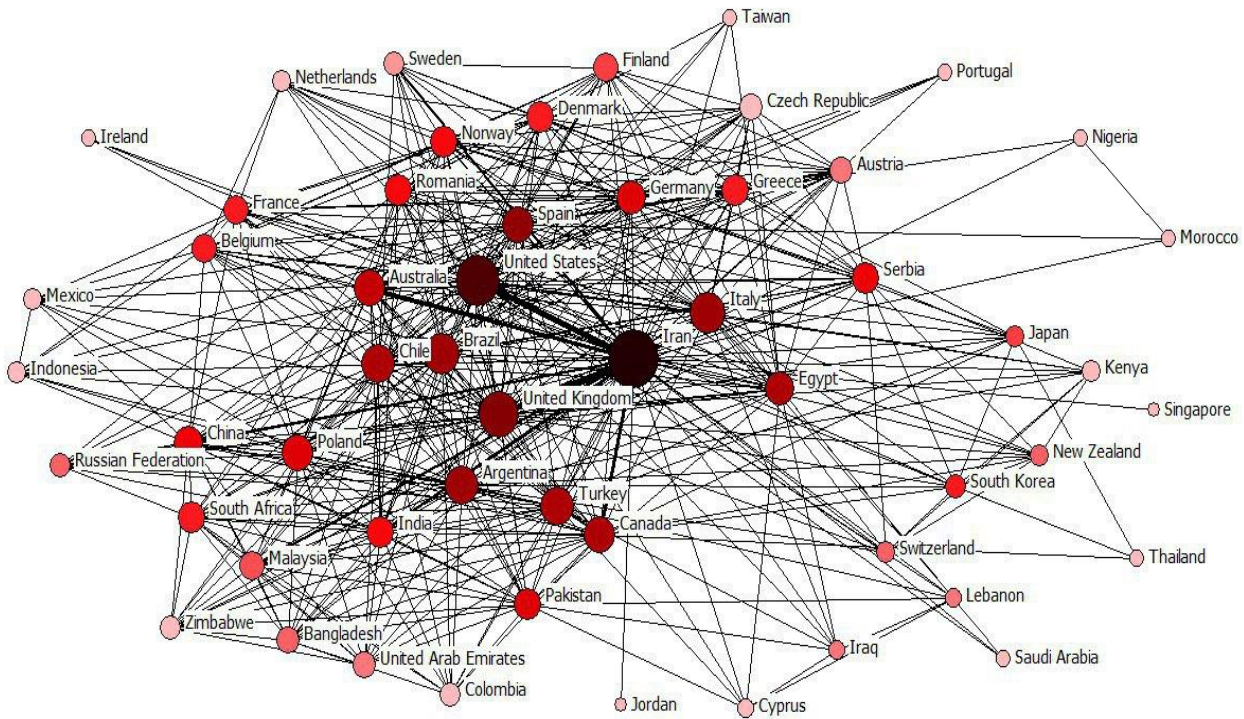 Taiwan
Sweden
Finland
Netherlands
Portugal
Czech Republic
Denmark
Ireland
Norway
Nigeria
Austria
Romania
Germany
Greece
France
Spain
Belgium
Morocco
United States
Australia
Serbia
Mexico
Italy
Iran
Japan
Brazil
Chile
Indonesia
Kenya
Egypt
United Kingdom
Singapore
China
Poland
New Zealand
Russian Federation
Argentina
South Korea
Turkey
South Africa
India
Canada
Switzerland
Malaysia
Thailand
Pakistan
Lebanon
Zimbabwe
Bangladesh
Iraq
United Arab Emirates
Saudi Arabia
Colombia
Jordan
Cyprus